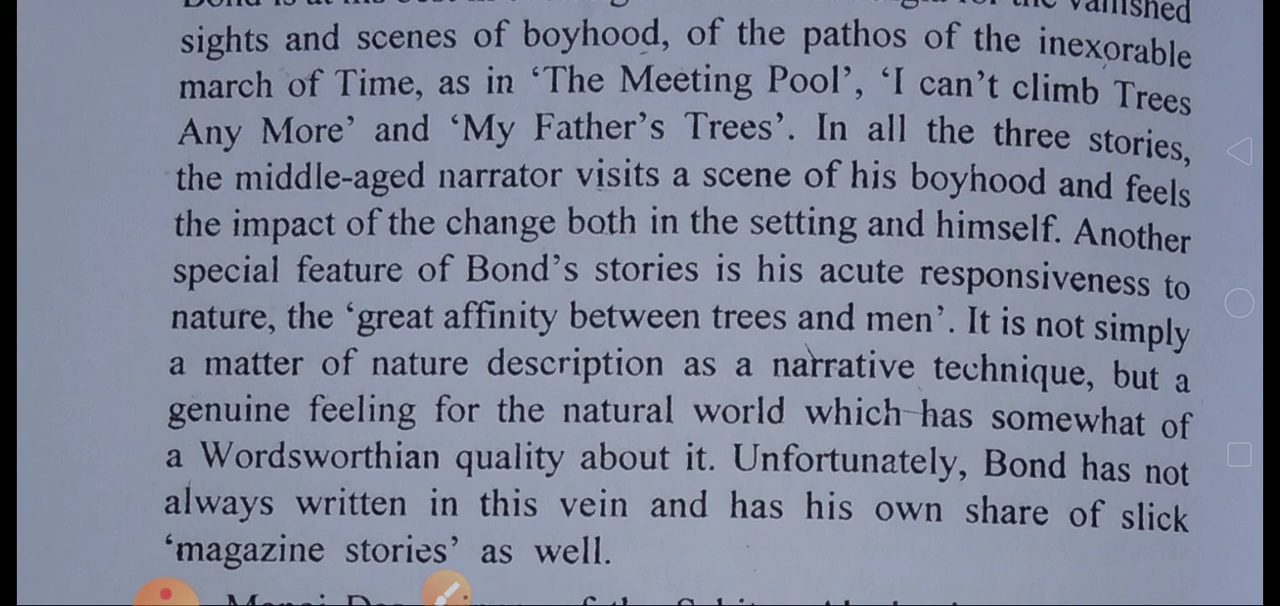 vanished
sights and scenes of boyhood, of the pathos of the inexorable
march of Time, as in ‘The Meeting Pool’, ‘I can’t climb Trees
Any More’ and ‘My Father’s Trees’. In all the three stories,
the middle-aged narrator visits a scene of his boyhood and feels
the impact of the change both in the setting and himself. Another
special feature of Bond’s stories is his acute responsiveness to
nature, the ‘great affinity between trees and men’. It is not simply
a matter of nature description as a narrative technique, but a
genuine feeling for the natural world which has somewhat of
a Wordsworthian quality about it. Unfortunately, Bond has not
always written in this vein and has his own share of slick
‘magazine stories’ as well.